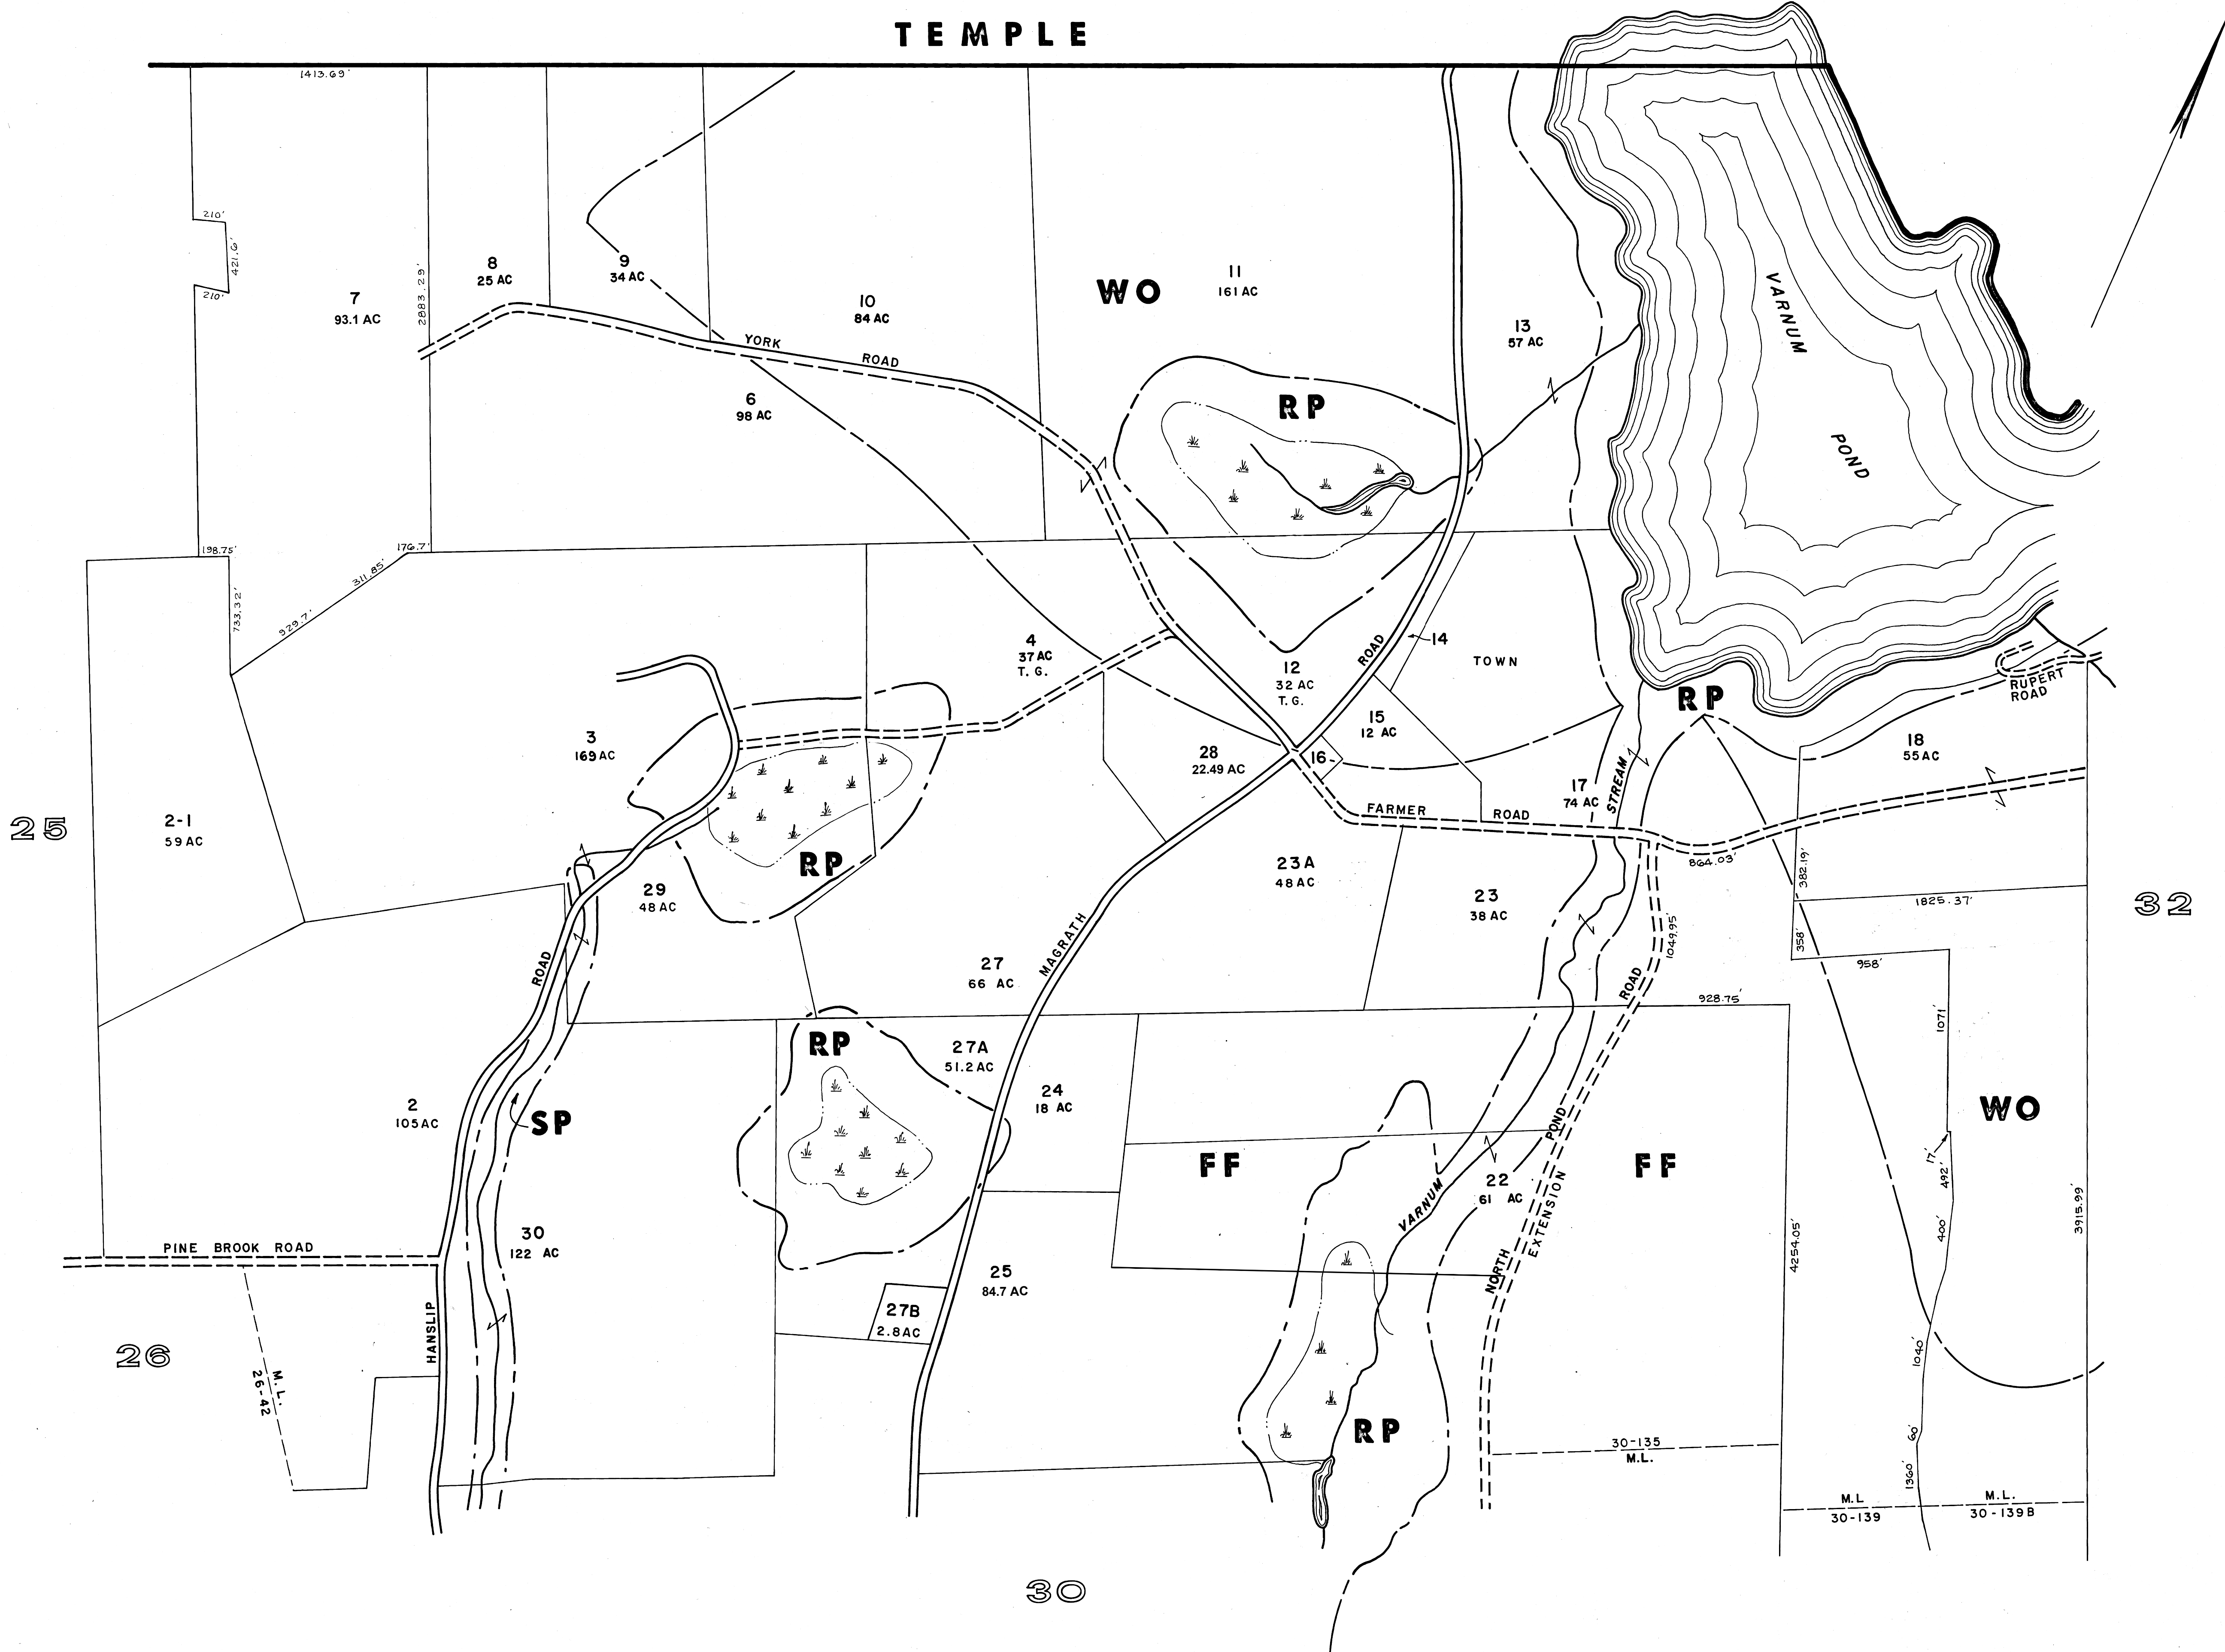 TEMPLE
1413.69'
210'
421.6'
210'
2883.29'
7
93.1 AC
8
25 AC
9
34 AC
10
84 AC
WO
11
161 AC
13
57 AC
VARNUM
POND
YORK ROAD
6
98 AC
RP
198.75'
176.7'
311.85'
929.7'
733.32'
4
37 AC
T. G.
12
32 AC
T. G.
ROAD
14
TOWN
RP
RUPERT
ROAD
3
169 AC
15
12 AC
16
28
22.49 AC
17
74 AC
STREAM
18
55 AC
25
2-1
59 AC
FARMER ROAD
864.03'
382.19'
RP
29
48 AC
23A
48 AC
23
38 AC
1825.37'
32
358'
958'
1049.95'
ROAD
MAGRATH
27
66 AC
ROAD
928.75'
1071'
RP
27A
51.2 AC
24
18 AC
2
105 AC
SP
WO
FF
FF
POND
17'
492'
22
61 AC
VARNUM
EXTENSION
400'
3915.99'
4254.05'
30
122 AC
PINE BROOK ROAD
25
84.7 AC
NORTH
27B
2.8 AC
HANSLIP
1040'
26
M. L.
26-42
RP
60'
30-135
M.L.
1360'
M.L
30-139
M.L.
30-139B
30